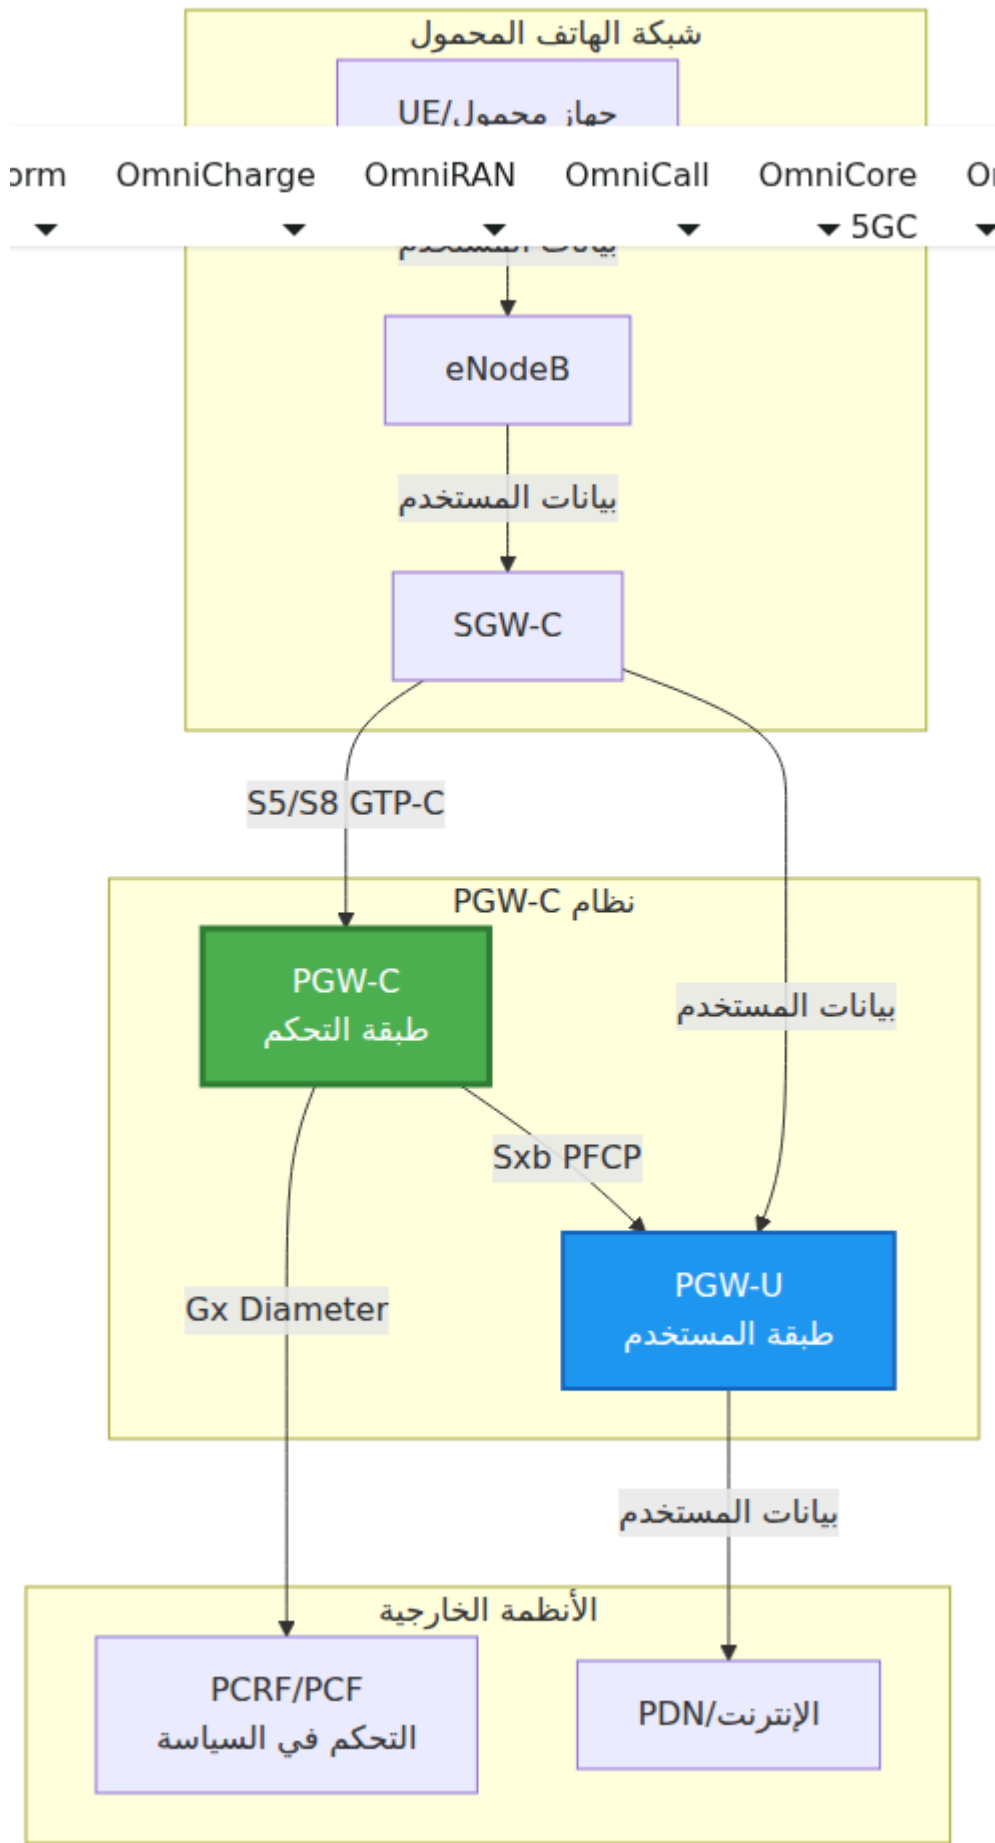 شبكة الهاتف المحمول
جهاز محمول/UE
OmniCharge OmniRAN OmniCall OmniCore
5GC
بيانات المستخدم
eNodeB
بيانات المستخدم
SGW-C
S5/S8 GTP-C
نظام PGW-C
PGW-C
طبقة التحكم
بيانات المستخدم
Sxb PFCP
PGW-U
طبقة المستخدم
Gx Diameter
بيانات المستخدم
الأنظمة الخارجية
PCRF/PCF
التحكم في السياسة
الإنترنت/PDN